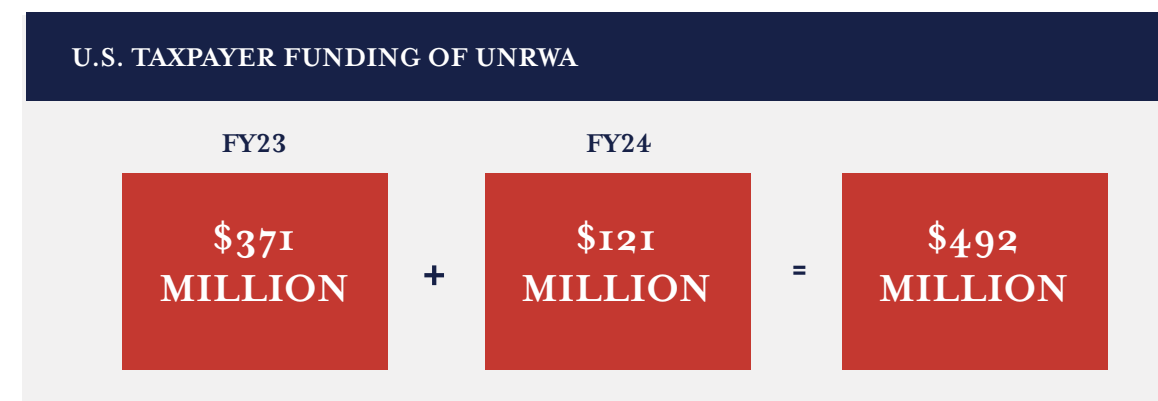 U.S. TAXPAYER FUNDING OF UNRWA
FY23
FY24
$371
MILLION
+
$121
MILLION
=
$492
MILLION